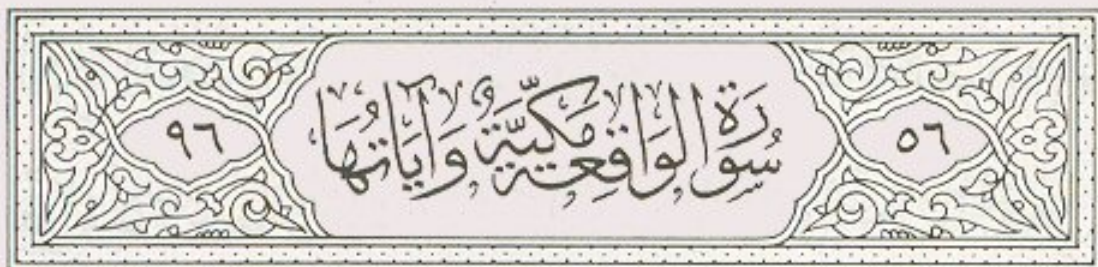 ٥٦ سُورَةُ الوَاقِعَةِ مَكِّيَّةٌ وَآيَاتُهَا ٩٦